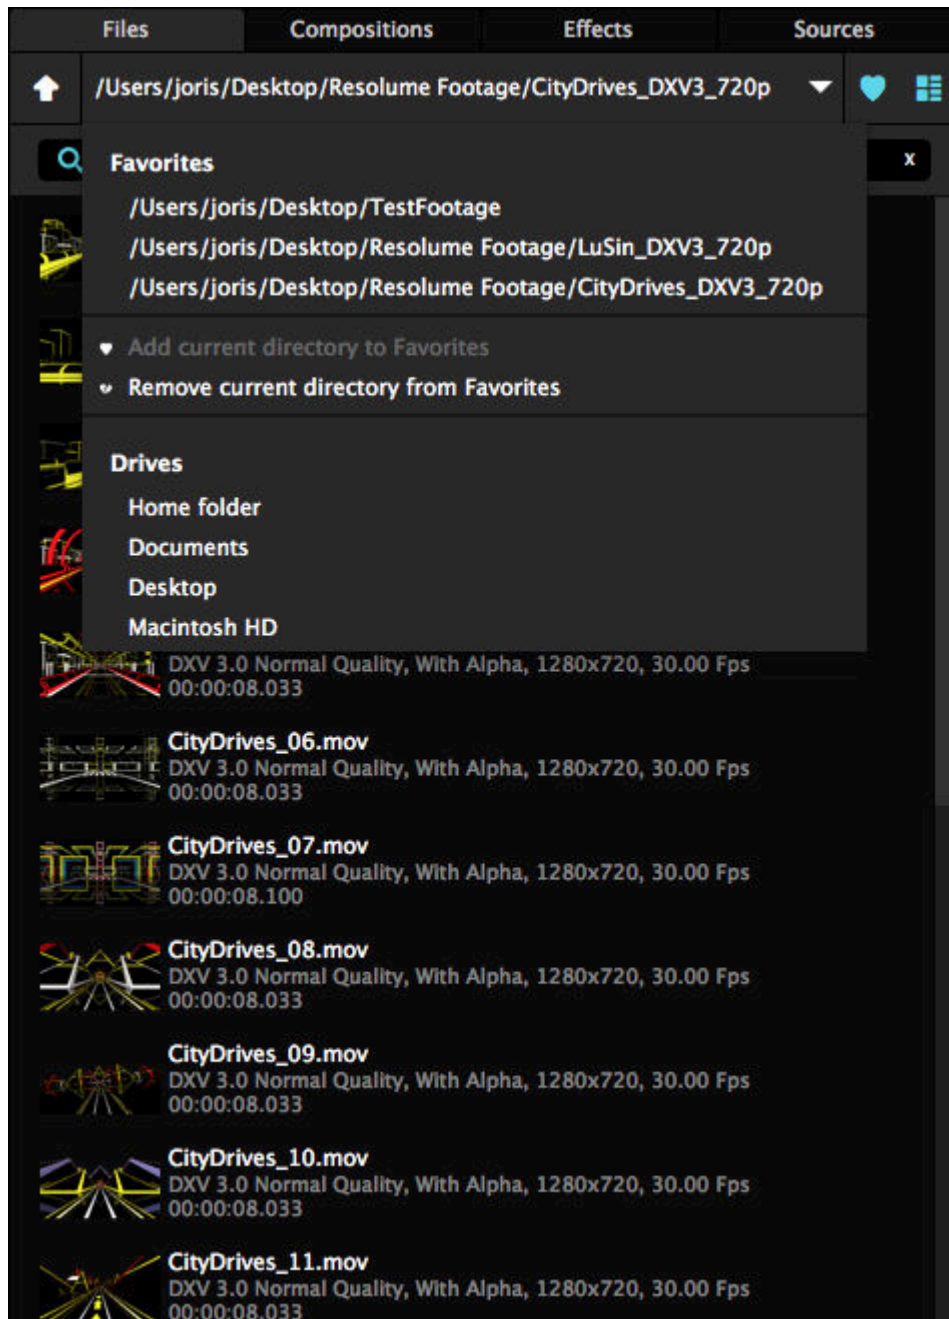 Files Compositions Effects Sources
/Users/joris/Desktop/Resolume Footage/CityDrives_DXV3_720p
x
Favorites
/Users/joris/Desktop/TestFootage
/Users/joris/Desktop/Resolume Footage/LuSin_DXV3_720p
/Users/joris/Desktop/Resolume Footage/CityDrives_DXV3_720p
Add current directory to Favorites
Remove current directory from Favorites
Drives
Home folder
Documents
Desktop
Macintosh HD
DXV 3.0 Normal Quality, With Alpha, 1280x720, 30.00 Fps
00:00:08.033
CityDrives_06.mov
DXV 3.0 Normal Quality, With Alpha, 1280x720, 30.00 Fps
00:00:08.033
CityDrives_07.mov
DXV 3.0 Normal Quality, With Alpha, 1280x720, 30.00 Fps
00:00:08.100
CityDrives_08.mov
DXV 3.0 Normal Quality, With Alpha, 1280x720, 30.00 Fps
00:00:08.033
CityDrives_09.mov
DXV 3.0 Normal Quality, With Alpha, 1280x720, 30.00 Fps
00:00:08.033
CityDrives_10.mov
DXV 3.0 Normal Quality, With Alpha, 1280x720, 30.00 Fps
00:00:08.033
CityDrives_11.mov
DXV 3.0 Normal Quality, With Alpha, 1280x720, 30.00 Fps
00:00:08.033